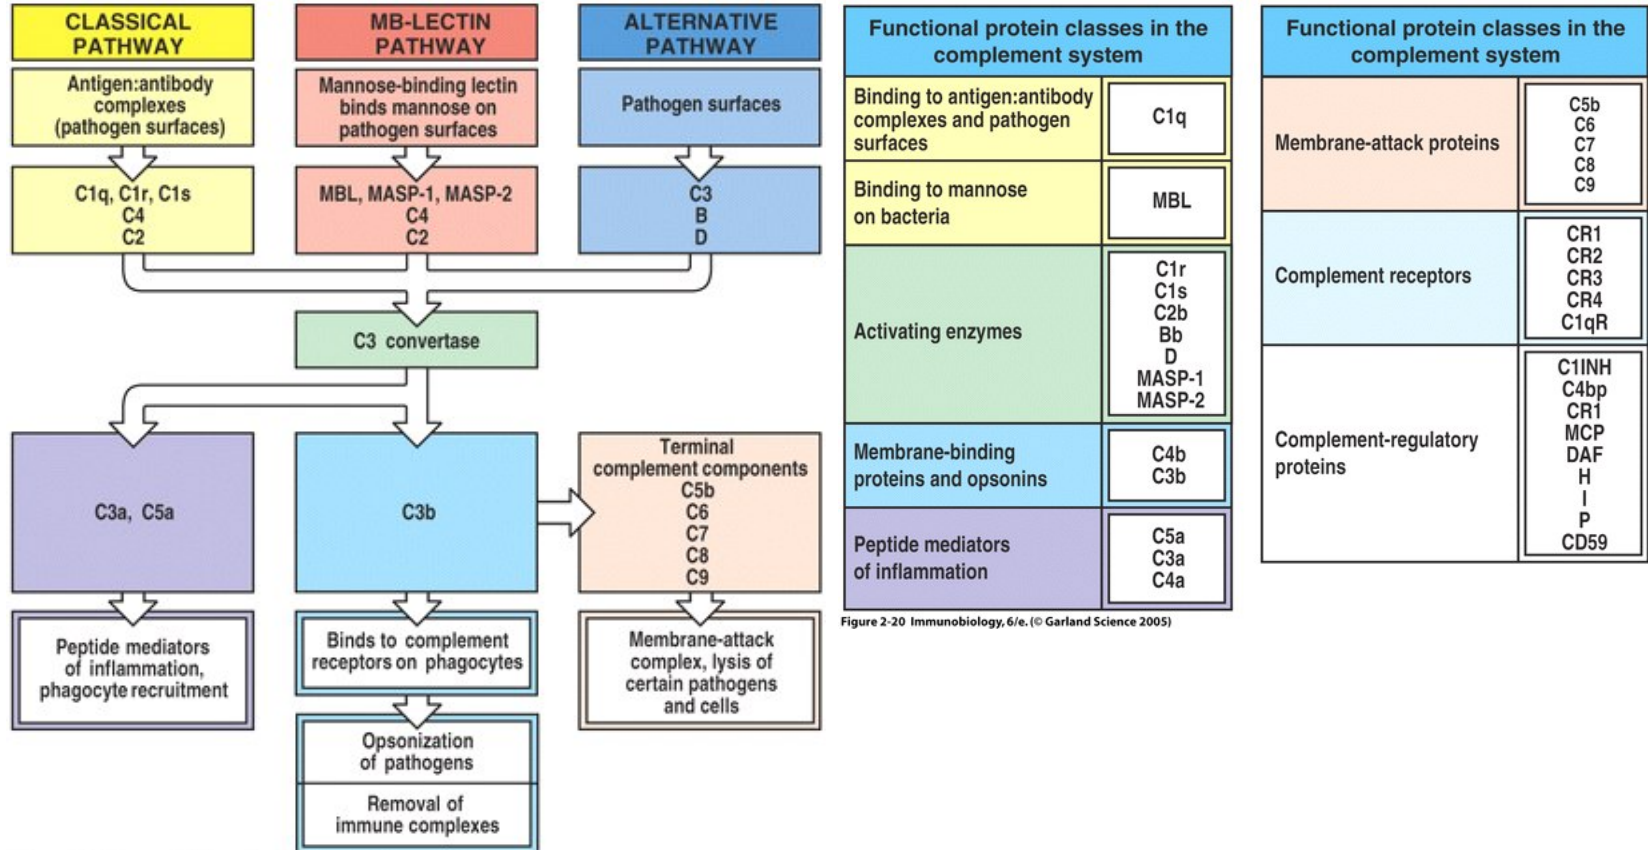 CLASSICAL
PATHWAY
Antigen:antibody
complexes
(pathogen surfaces)
C1q, C1r, C1s
C4
C2
MB-LECTIN
PATHWAY
Mannose-binding lectin
binds mannose on
pathogen surfaces
MBL, MASP-1, MASP-2
C4
C2
ALTERNATIVE
PATHWAY
Pathogen surfaces
C3
B
D
C3 convertase
C3a, C5a
Peptide mediators
of inflammation,
phagocyte recruitment
C3b
Binds to complement
receptors on phagocytes
Opsonization
of pathogens
Removal of
immune complexes
Terminal
complement components
C5b
C6
C7
C8
C9
Membrane-attack
complex, lysis of
certain pathogens
and cells
Functional protein classes in the
complement system
Binding to antigen:antibody
complexes and pathogen
surfaces
C1q
Binding to mannose
on bacteria
MBL
Activating enzymes
C1r
C1s
C2b
Bb
D
MASP-1
MASP-2
Membrane-binding
proteins and opsonins
C4b
C3b
Peptide mediators
of inflammation
C5a
C3a
C4a
Figure 2-20 Immunobiology, 6/e. (© Garland Science 2005)
Functional protein classes in the
complement system
Membrane-attack proteins
C5b
C6
C7
C8
C9
Complement receptors
CR1
CR2
CR3
CR4
C1qR
Complement-regulatory
proteins
C1INH
C4bp
CR1
MCP
DAF
H
I
P
CD59